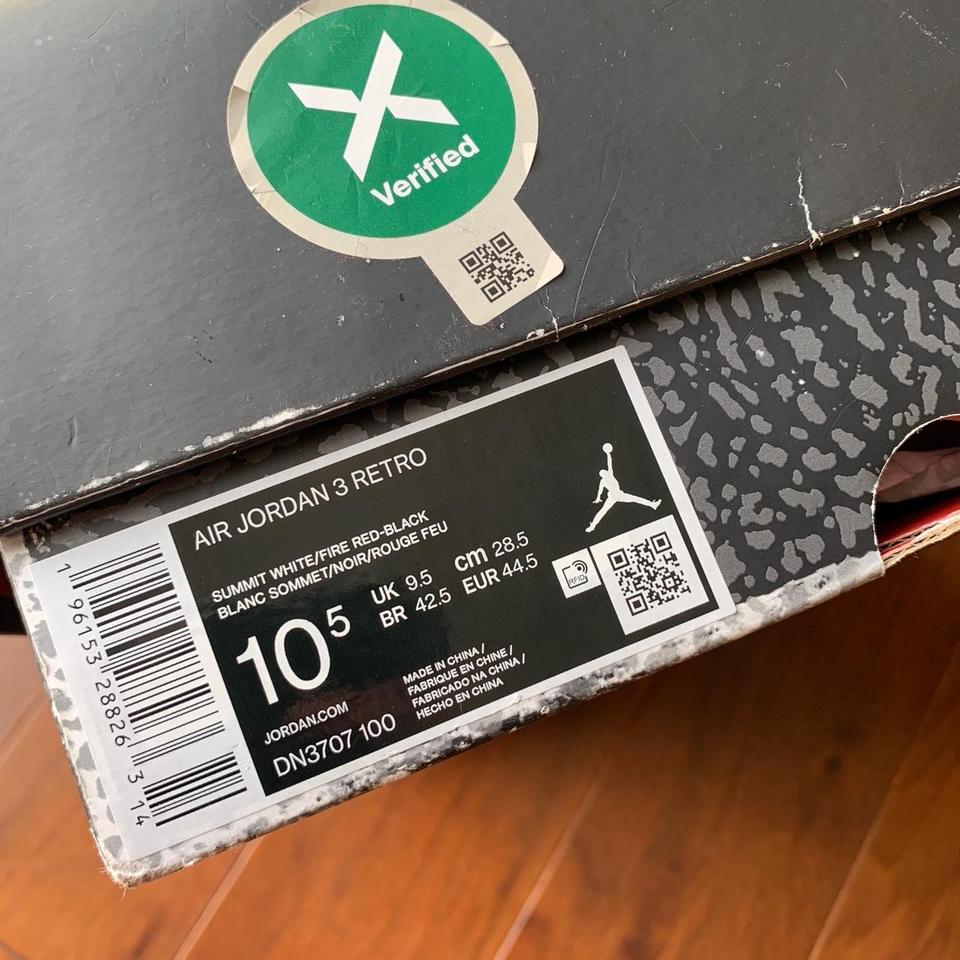 Verified
AIR JORDAN 3 RETRO
SUMMIT WHITE/FIRE RED-BLACK
BLANC SOMMET/NOIR/ROUGE FEU
10 5
UK 9.5 cm 28.5
BR 42.5 EUR 44.5
RFID
MADE IN CHINA /
FABRIQUE EN CHINE /
FABRICADO NA CHINA /
HECHO EN CHINA
JORDAN.COM
DN3707 100
1 96153 28826 3 14